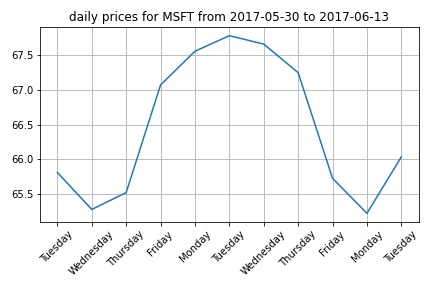 daily prices for MSFT from 2017-05-30 to 2017-06-13
67.5
67.0
66.5
66.0
65.5
Tuesday
Wednesday
Thursday
Friday
Monday
Tuesday
Wednesday
Thursday
Friday
Monday
Tuesday